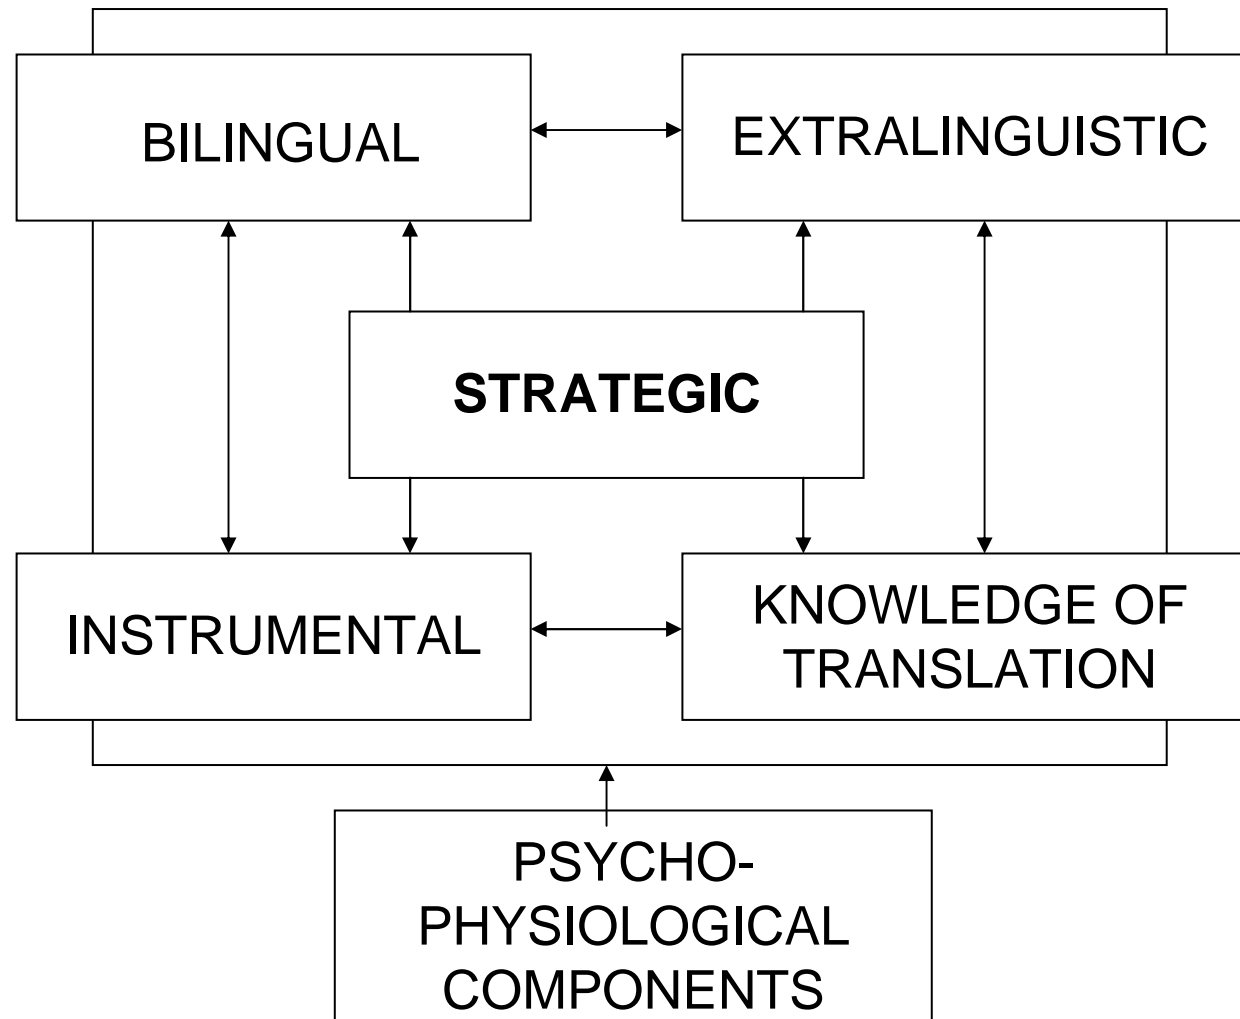 BILINGUAL
EXTRALINGUISTIC
STRATEGIC
INSTRUMENTAL
KNOWLEDGE OF
TRANSLATION
PSYCHO-
PHYSIOLOGICAL
COMPONENTS